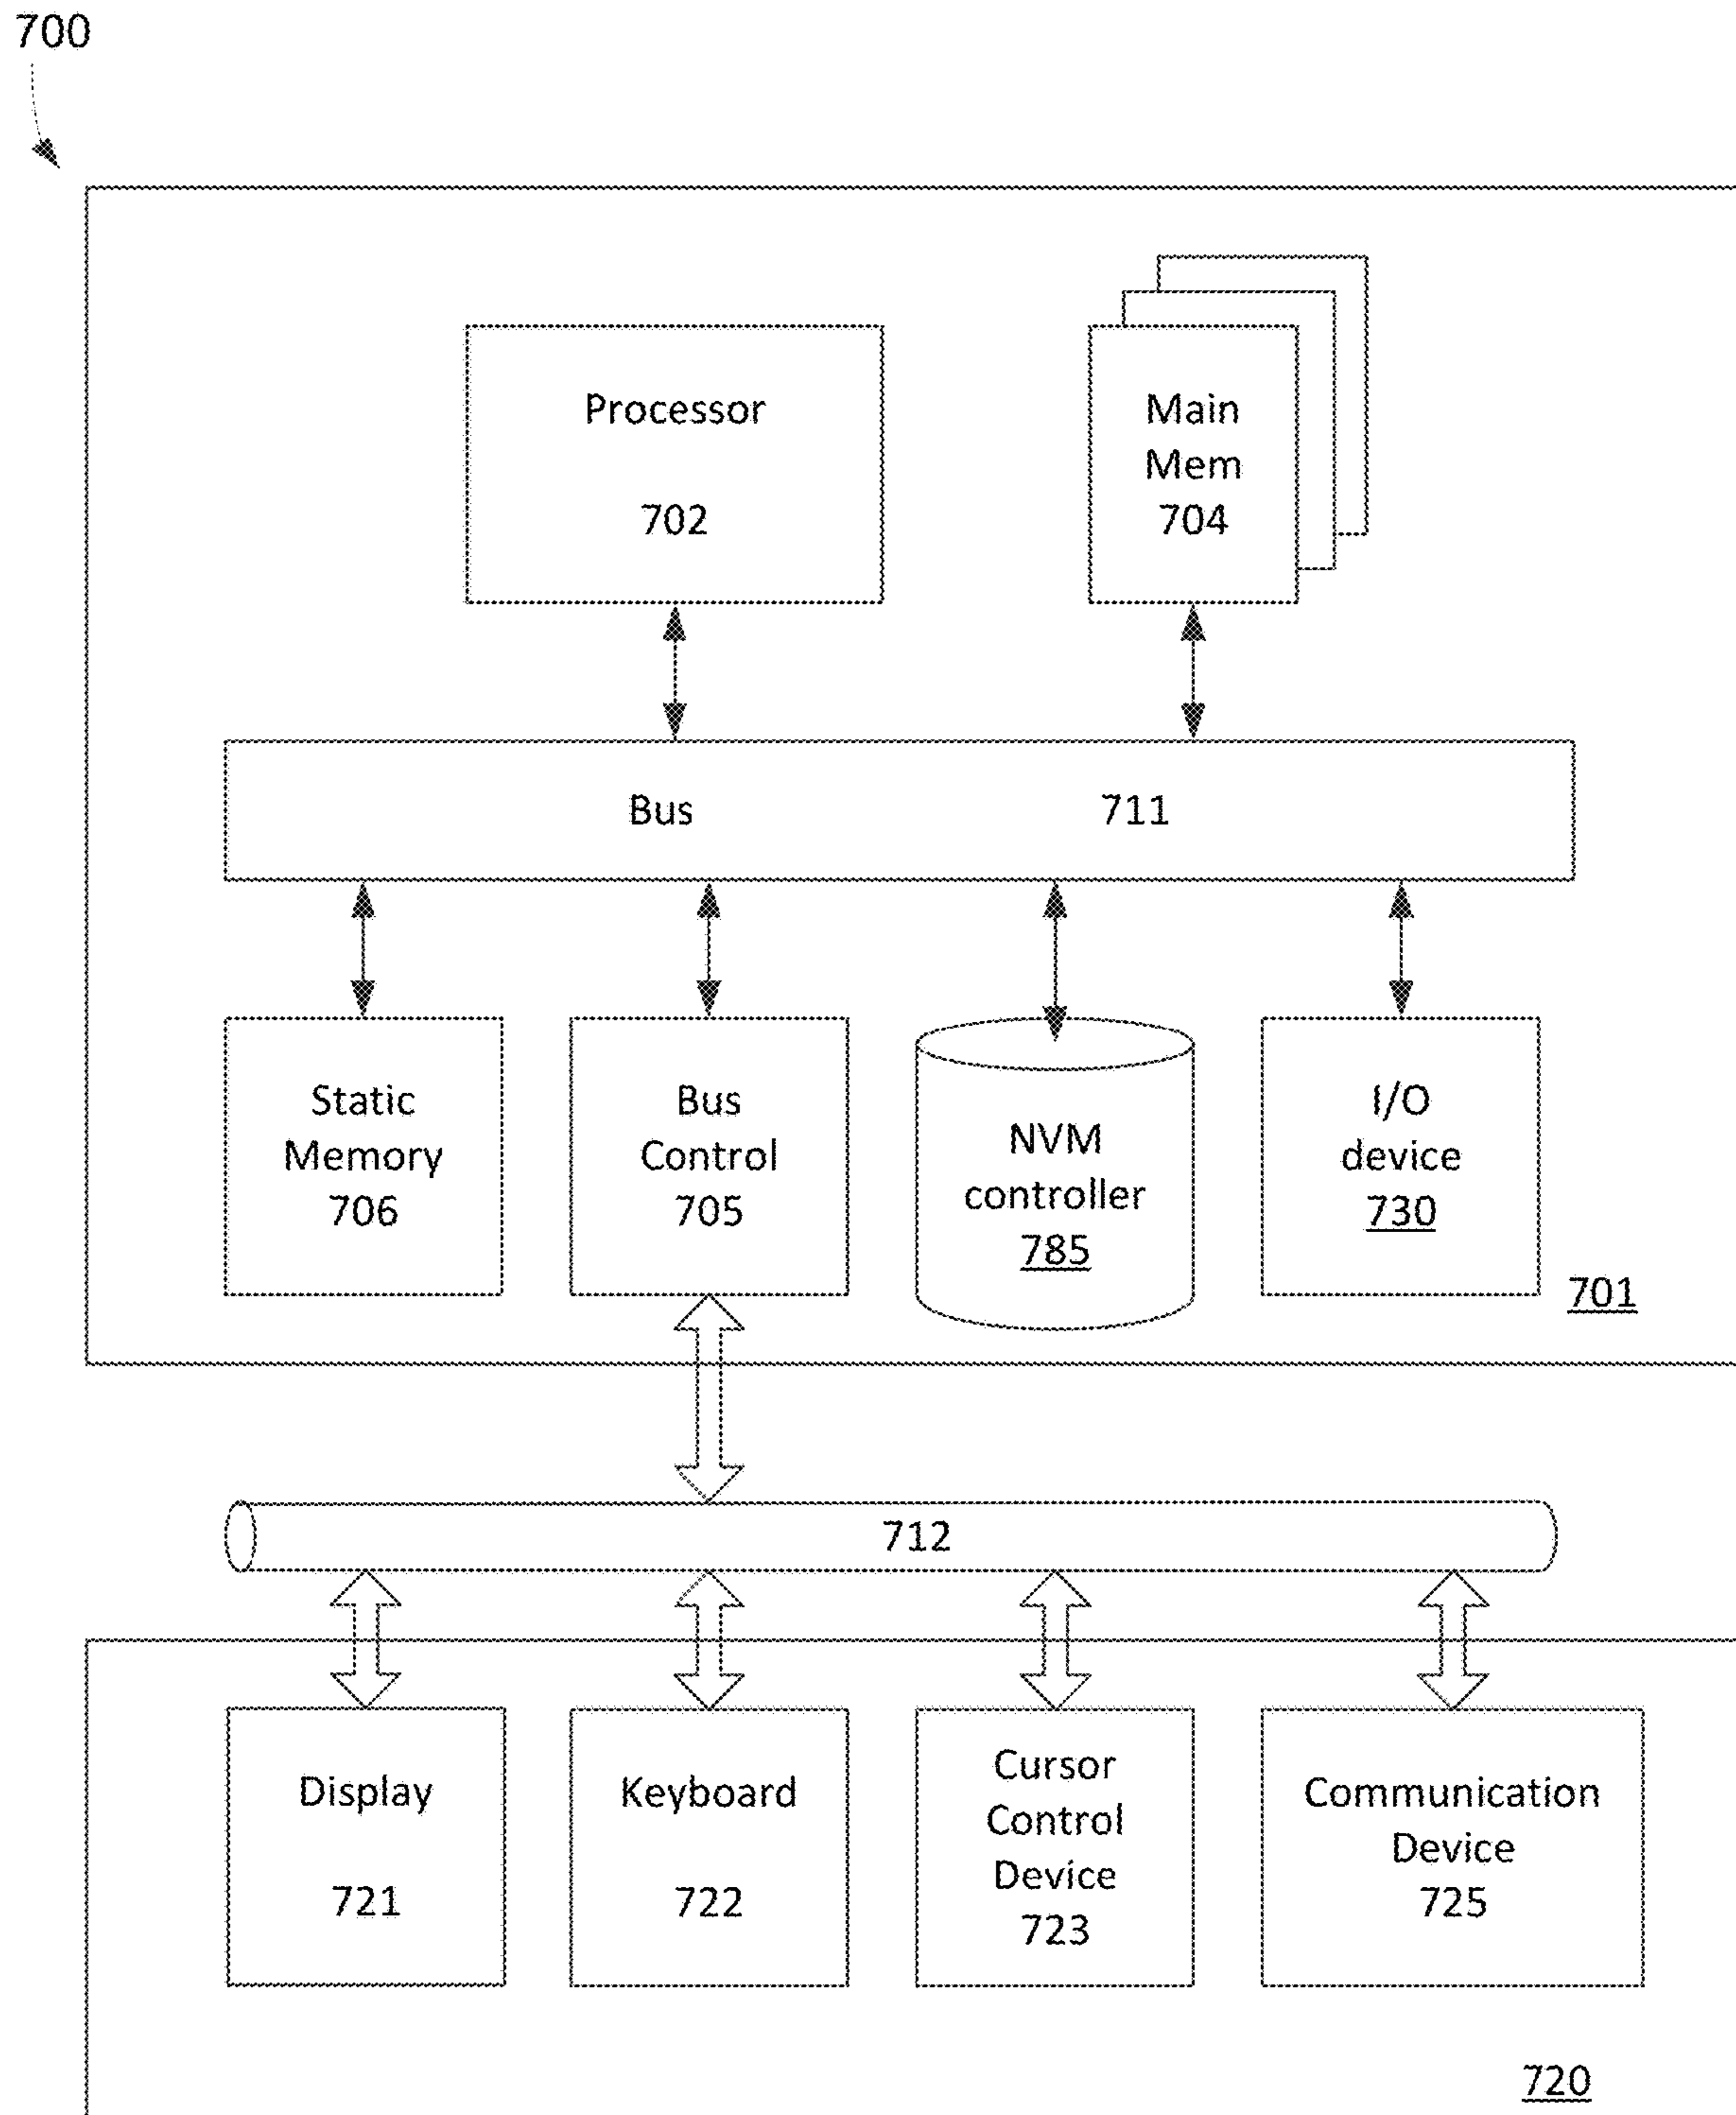 700
Processor
702
Main
Mem
704
Bus 711
Static
Memory
706
Bus
Control
705
NVM
controller
785
I/O
device
730
701
712
Display
721
Keyboard
722
Cursor
Control
Device
723
Communication
Device
725
720